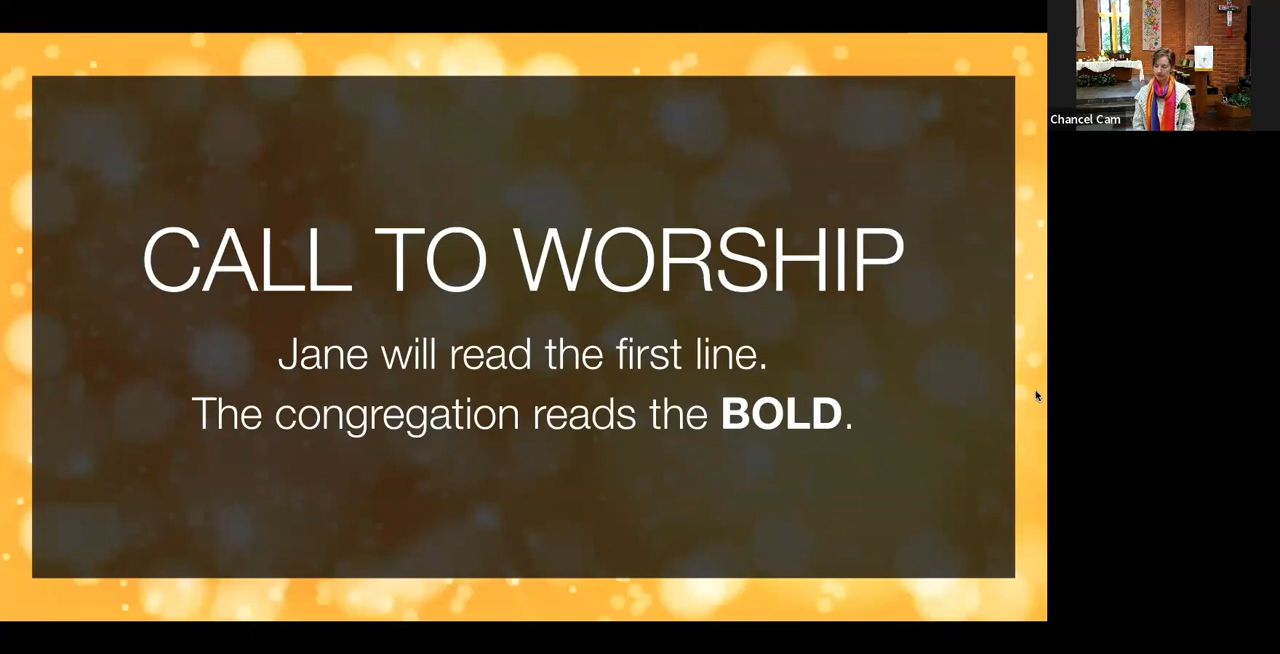 CALL TO WORSHIP
Jane will read the first line.
The congregation reads the BOLD.
Chancel Cam